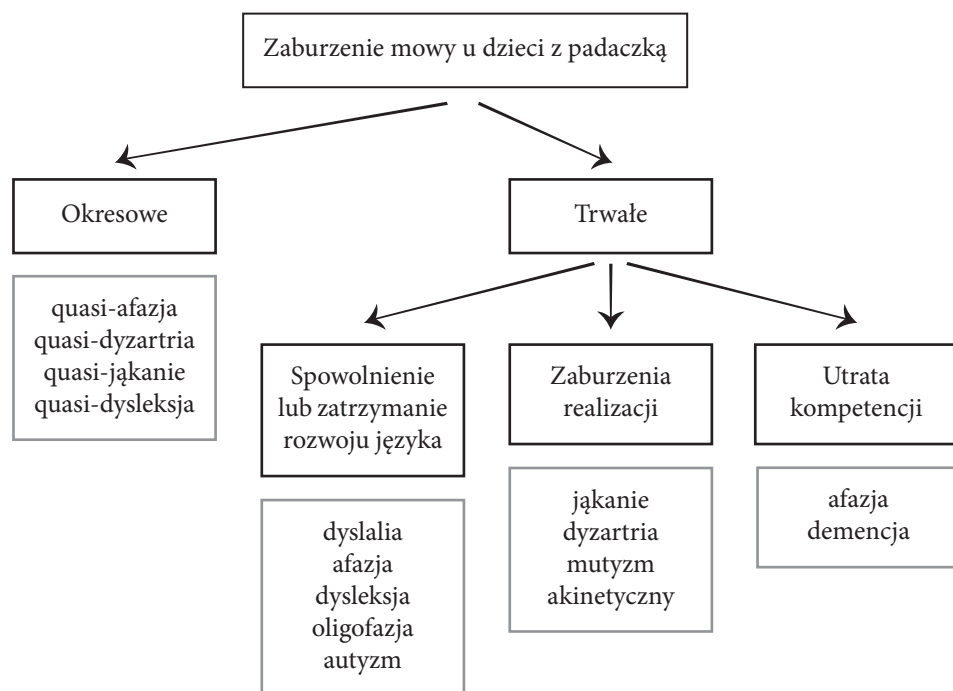 Zaburzenie mowy u dzieci z padaczką
Okresowe
quasi-afazja
quasi-dyzartria
quasi-jąkanie
quasi-dysleksja
Trwałe
Spowolnienie
lub zatrzymanie
rozwoju języka
dyslalia
afazja
dysleksja
oligofazja
autyzm
Zaburzenia
realizacji
jąkanie
dyzartria
mutyzm
akinetyczny
Utrata
kompetencji
afazja
demencja